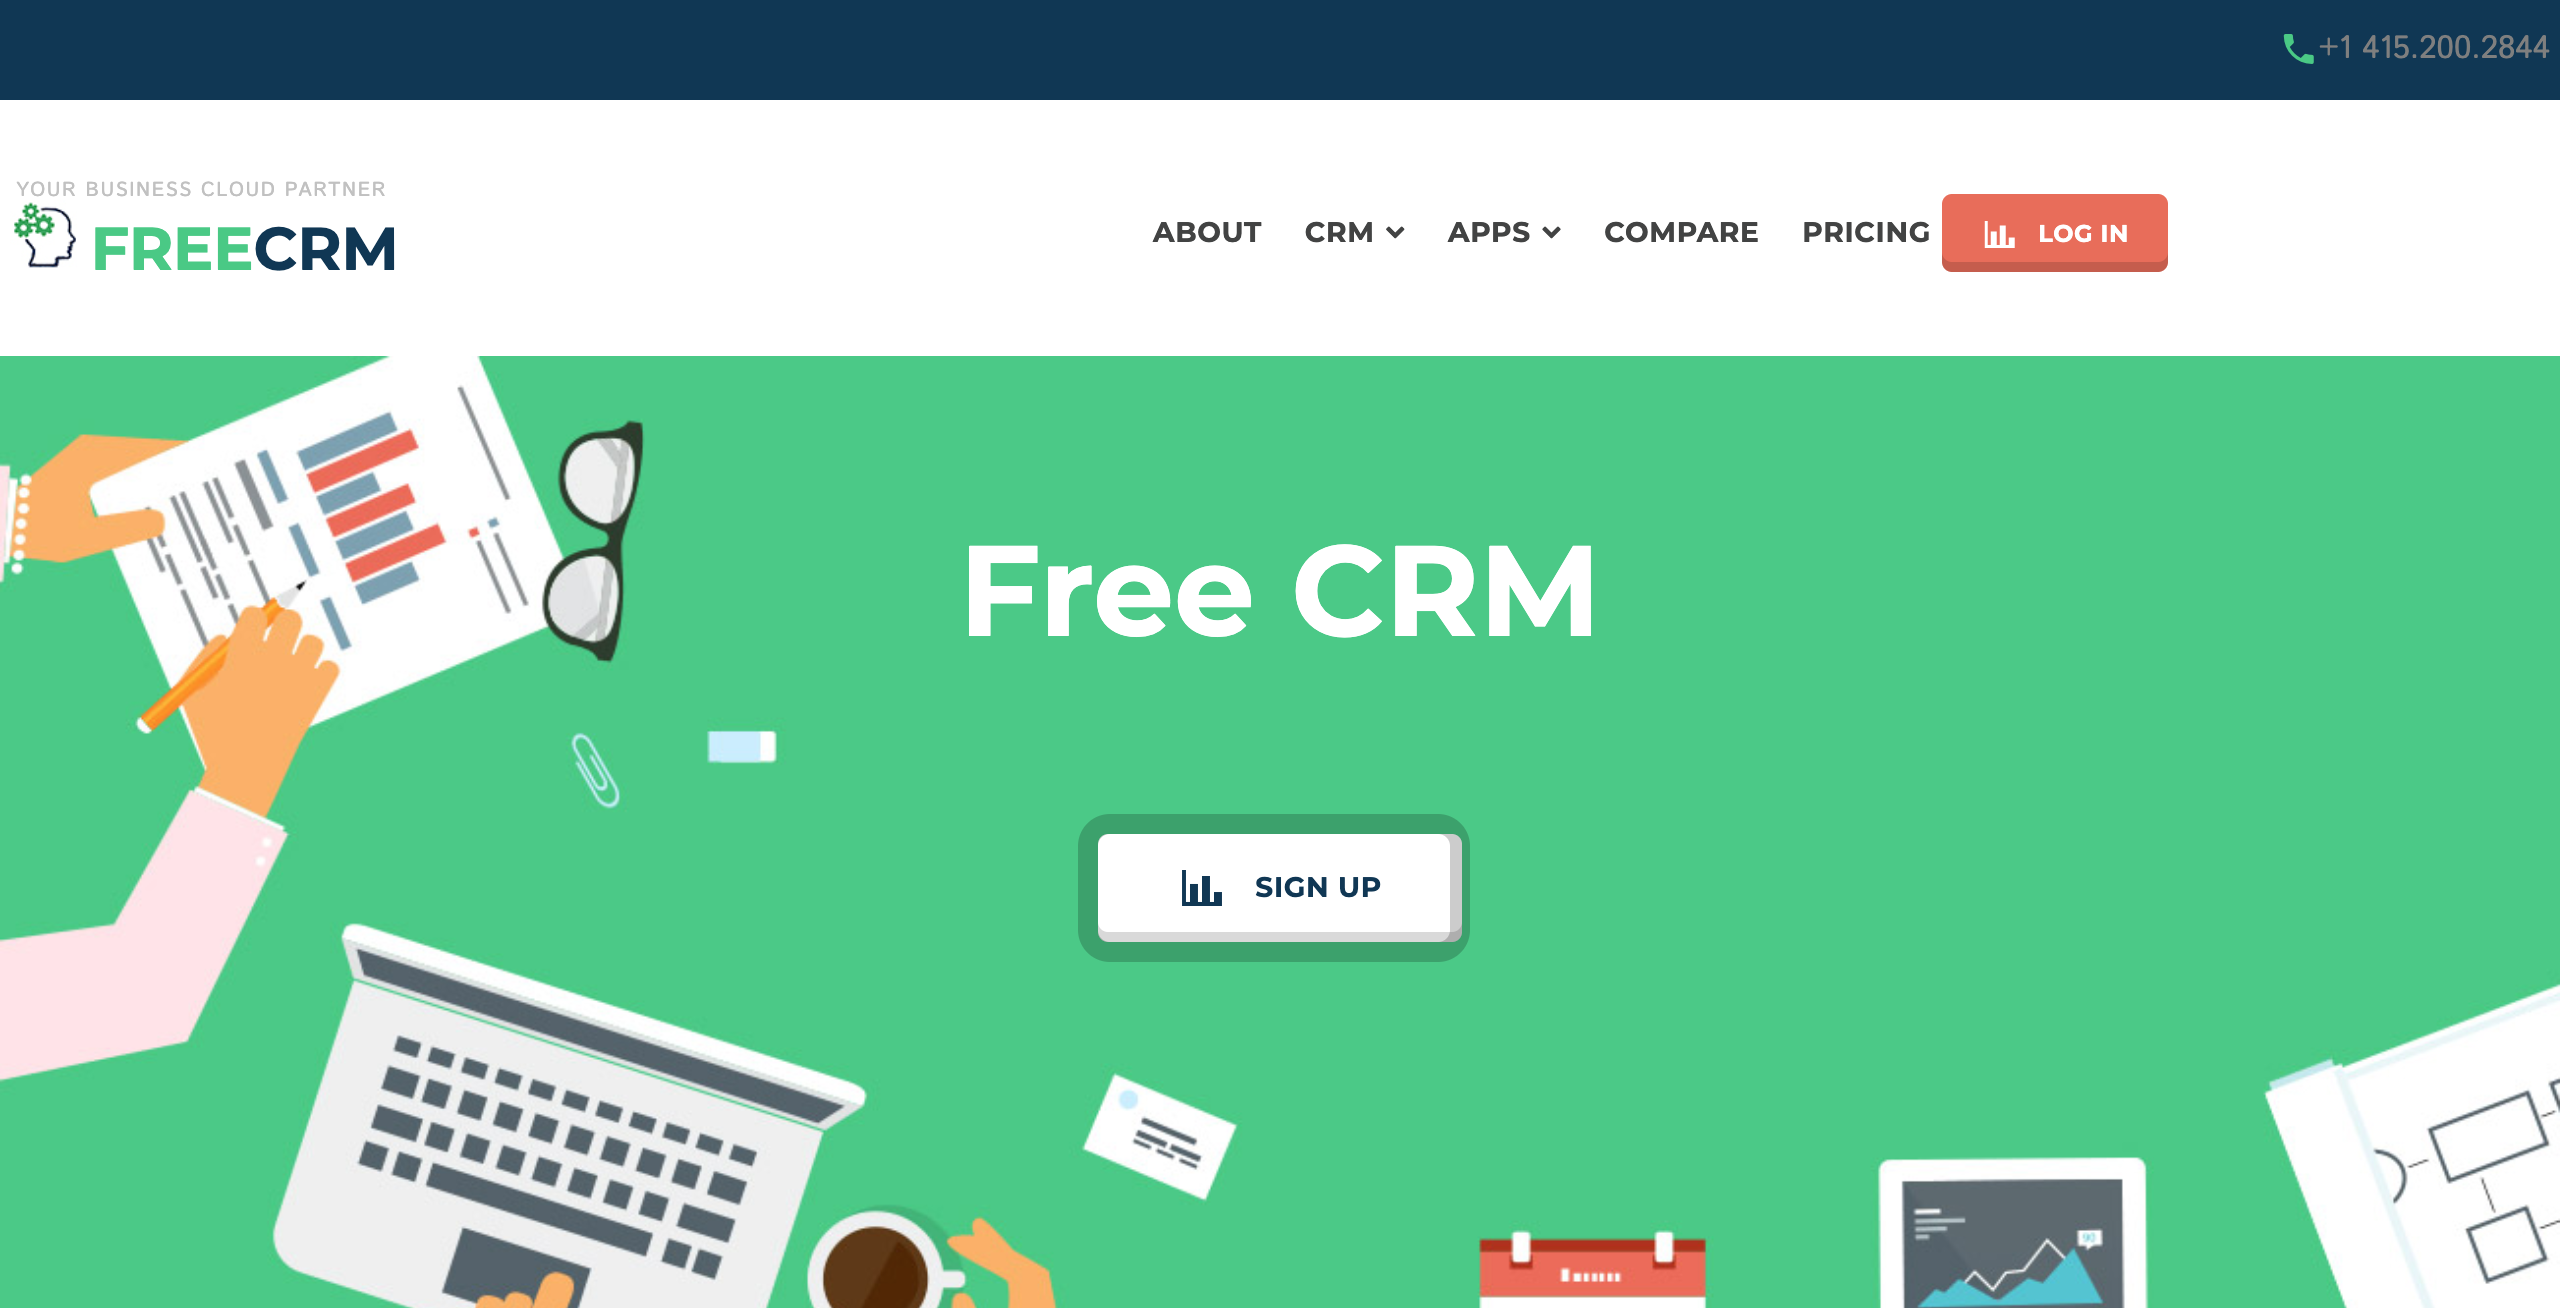 +1 415.200.2844
YOUR BUSINESS CLOUD PARTNER
FREECRM
ABOUT CRM APPS COMPARE PRICING LOG IN
Free CRM
SIGN UP
90